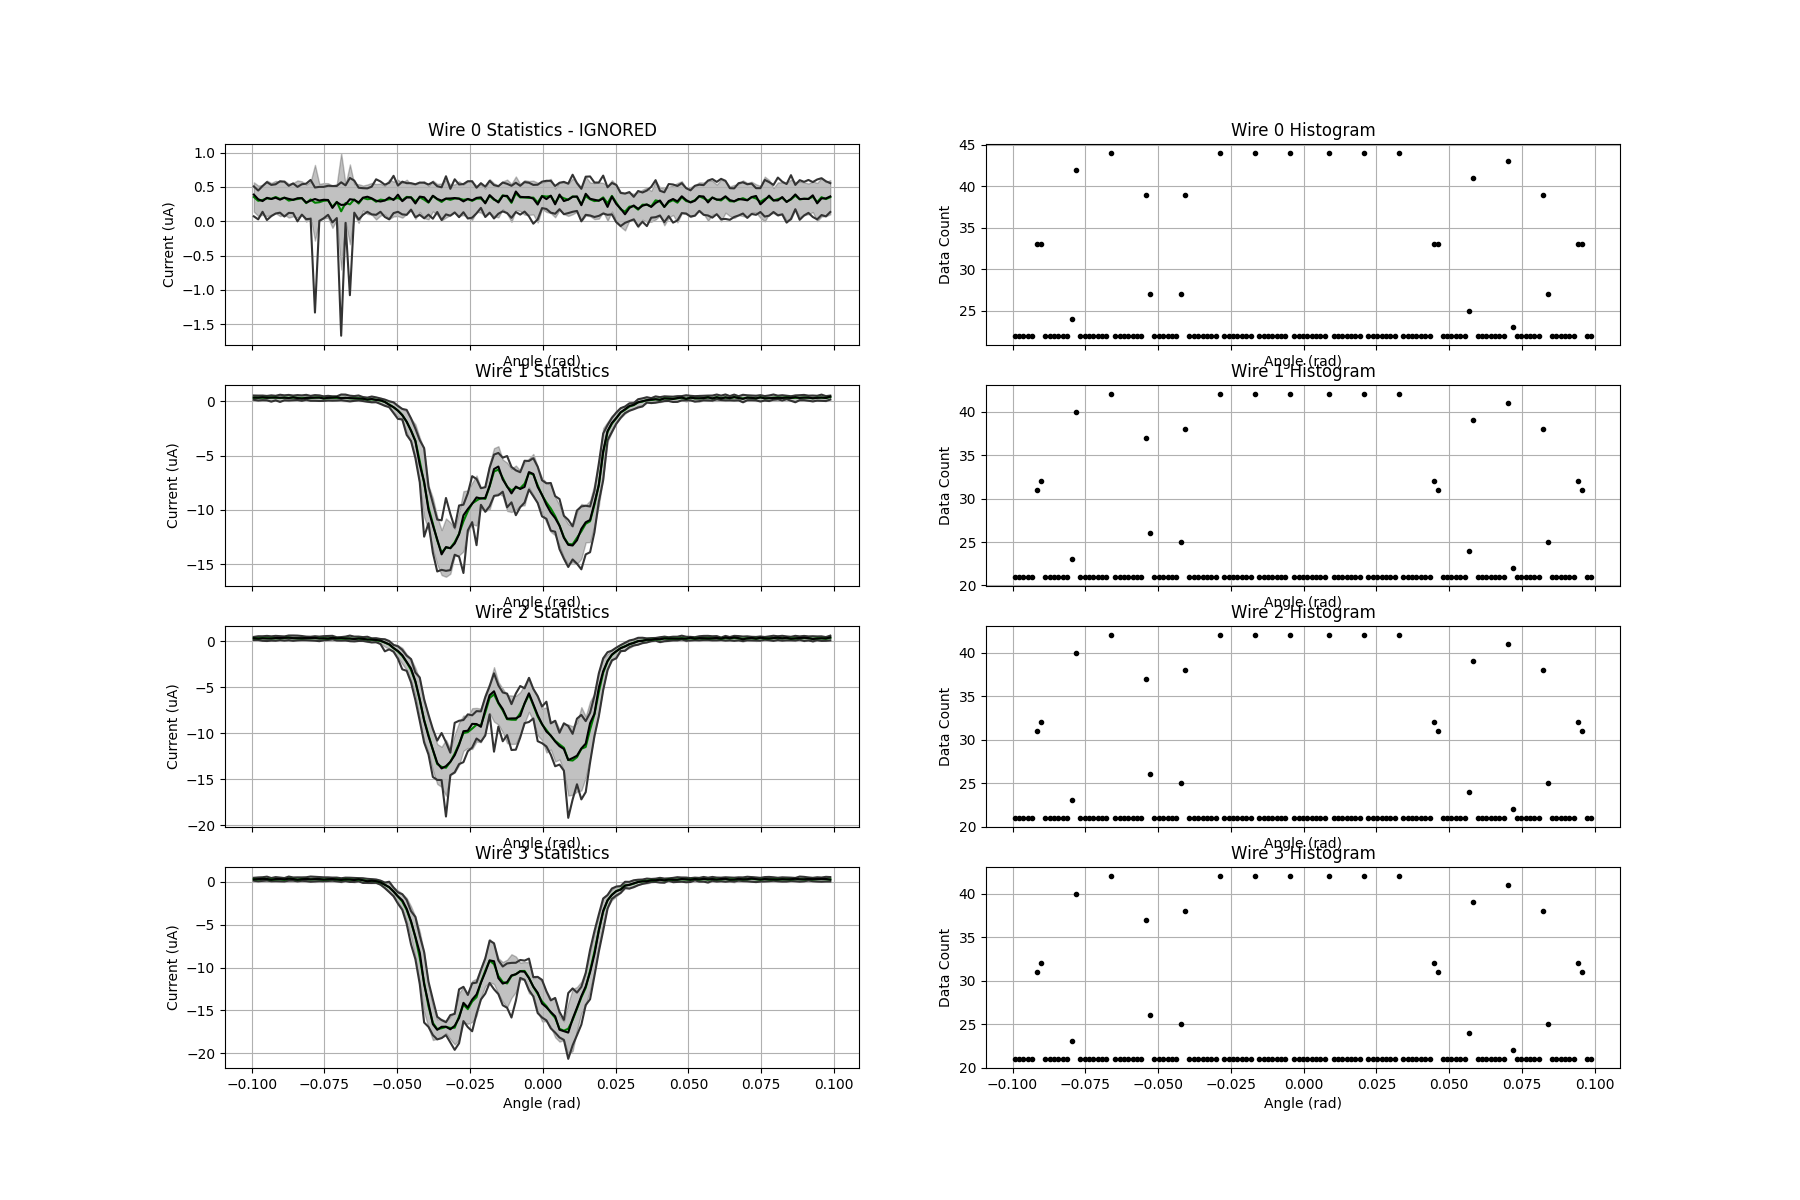 Wire 0 Statistics - IGNORED
1.0
0.5
0.0
−0.5
−1.0
−1.5
Current (uA)
Angle (rad)
Wire 0 Histogram
45
40
35
30
25
Data Count
Angle (rad)
Wire 1 Statistics
0
−5
−10
−15
Current (uA)
Angle (rad)
Wire 1 Histogram
40
35
30
25
20
Data Count
Angle (rad)
Wire 2 Statistics
0
−5
−10
−15
−20
Current (uA)
Angle (rad)
Wire 2 Histogram
40
35
30
25
20
Data Count
Angle (rad)
Wire 3 Statistics
0
−5
−10
−15
−20
Current (uA)
−0.100 −0.075 −0.050 −0.025 0.000 0.025 0.050 0.075 0.100
Angle (rad)
Wire 3 Histogram
40
35
30
25
20
Data Count
−0.100 −0.075 −0.050 −0.025 0.000 0.025 0.050 0.075 0.100
Angle (rad)